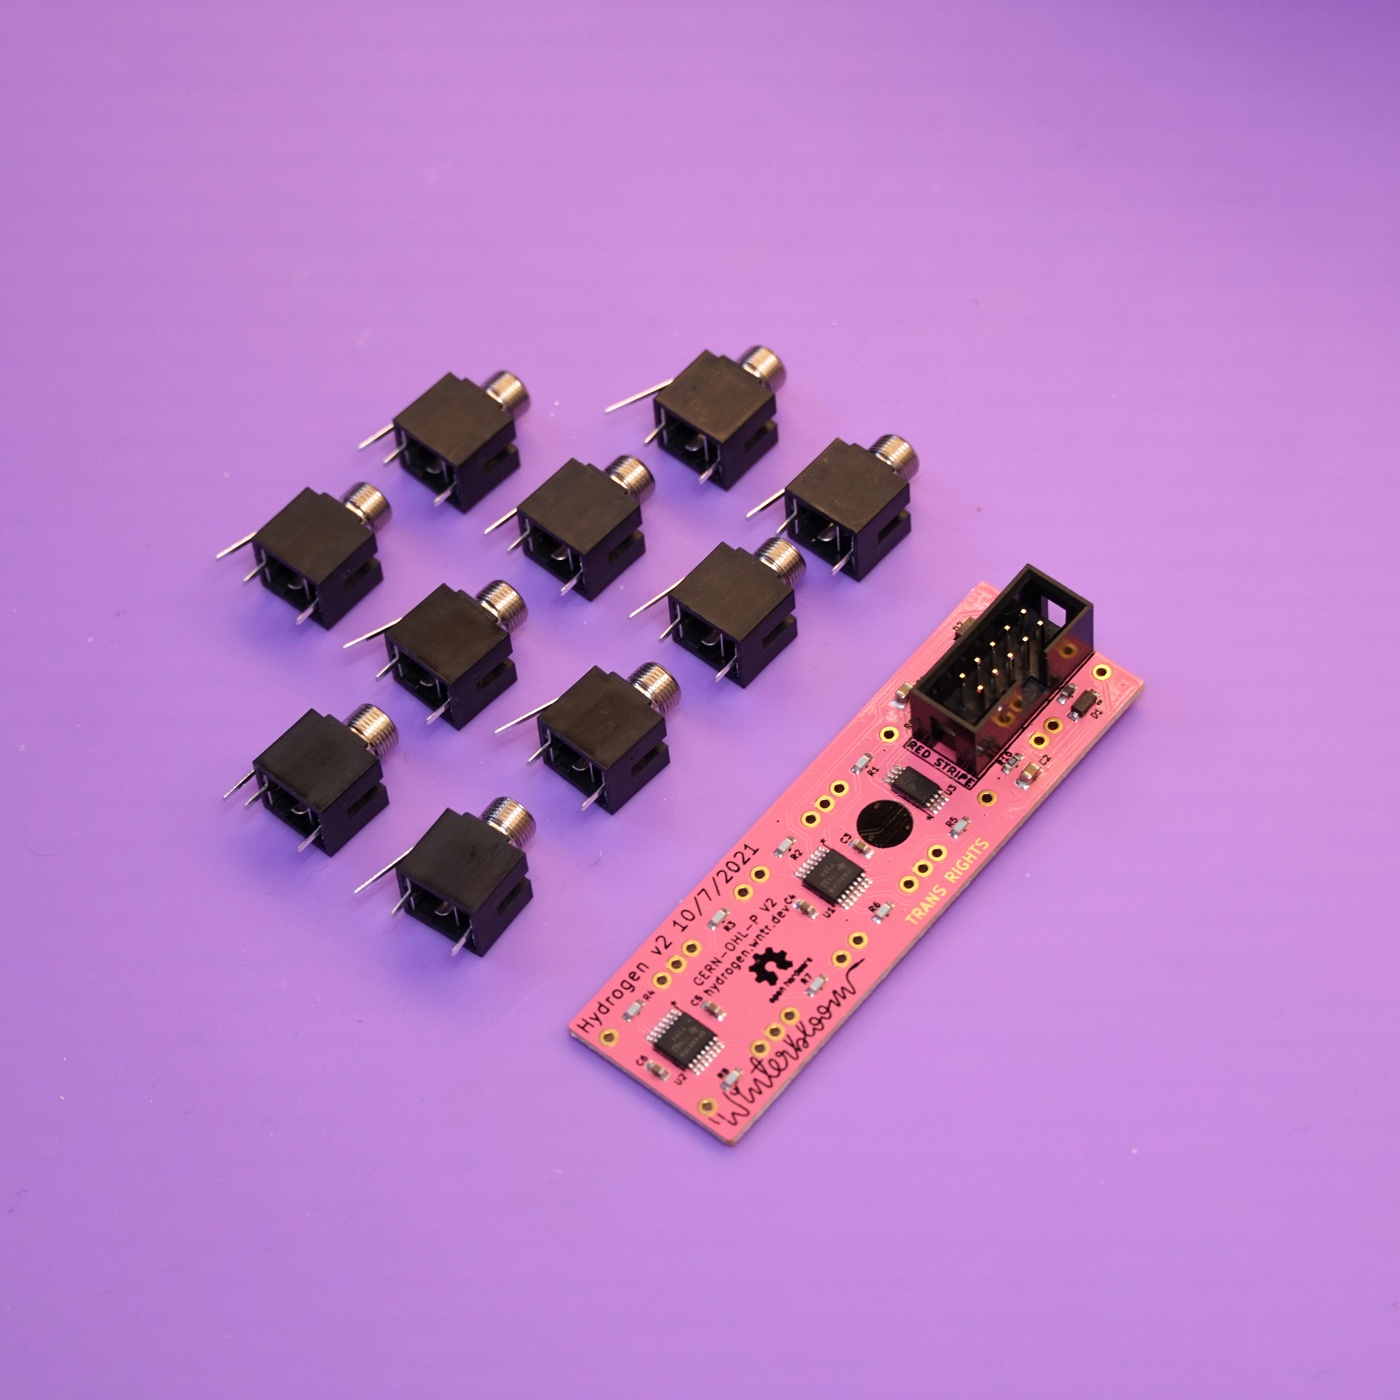 D2
RED STRIPE
D1
C2
R1
U3
R5
C3
R2
TRANS RIGHTS
C4
U1
R6
Hydrogen v2 10/7/2021
R3
CERN-OHL-P V2
hydrogen.wntr.dev
open hardware
R4
C5
R7
C6
U2
R8
Winterbloom